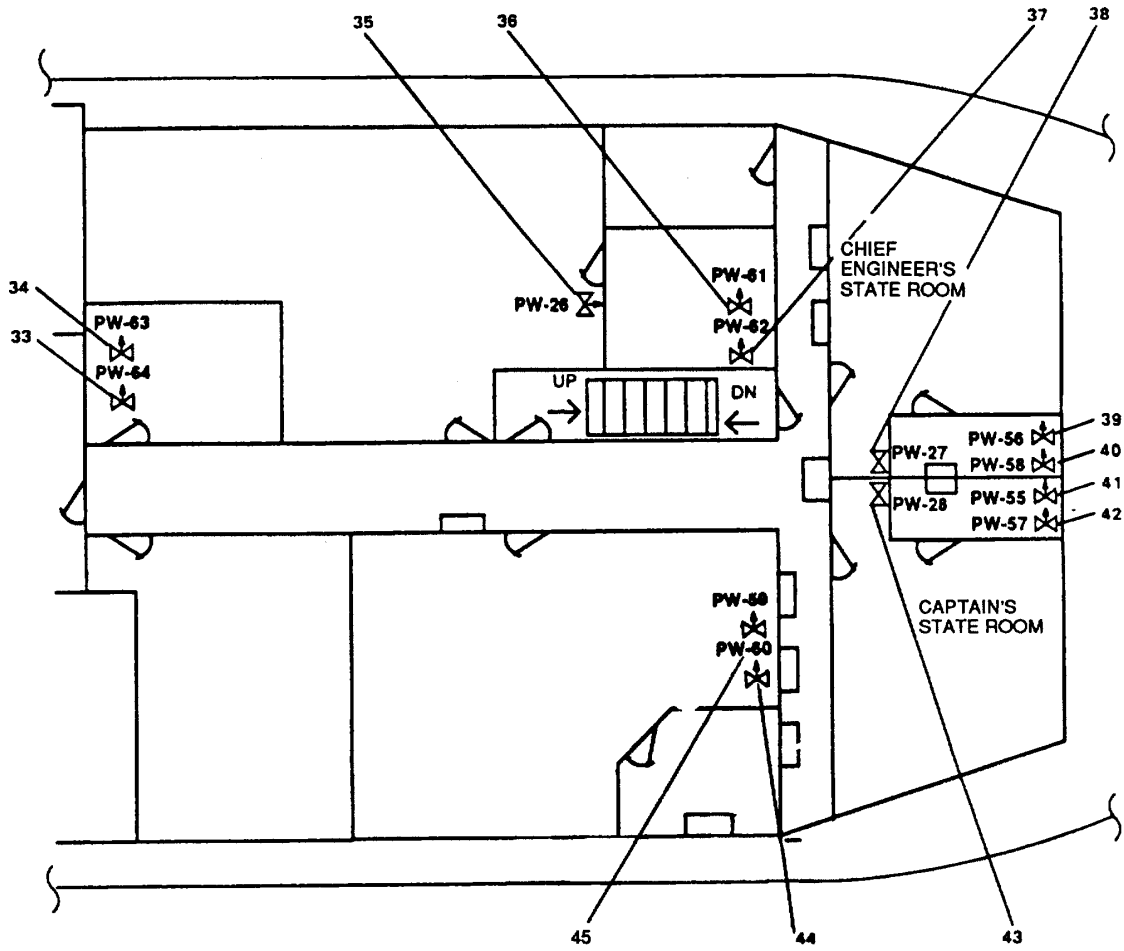 35
36
37
38
34
33
PW-63
PW-64
PW-26
PW-61
PW-62
CHIEF
ENGINEER'S
STATE ROOM
UP
DN
PW-27
PW-28
PW-56
PW-58
PW-55
PW-57
39
40
41
42
PW-59
PW-60
CAPTAIN'S
STATE ROOM
45
44
43